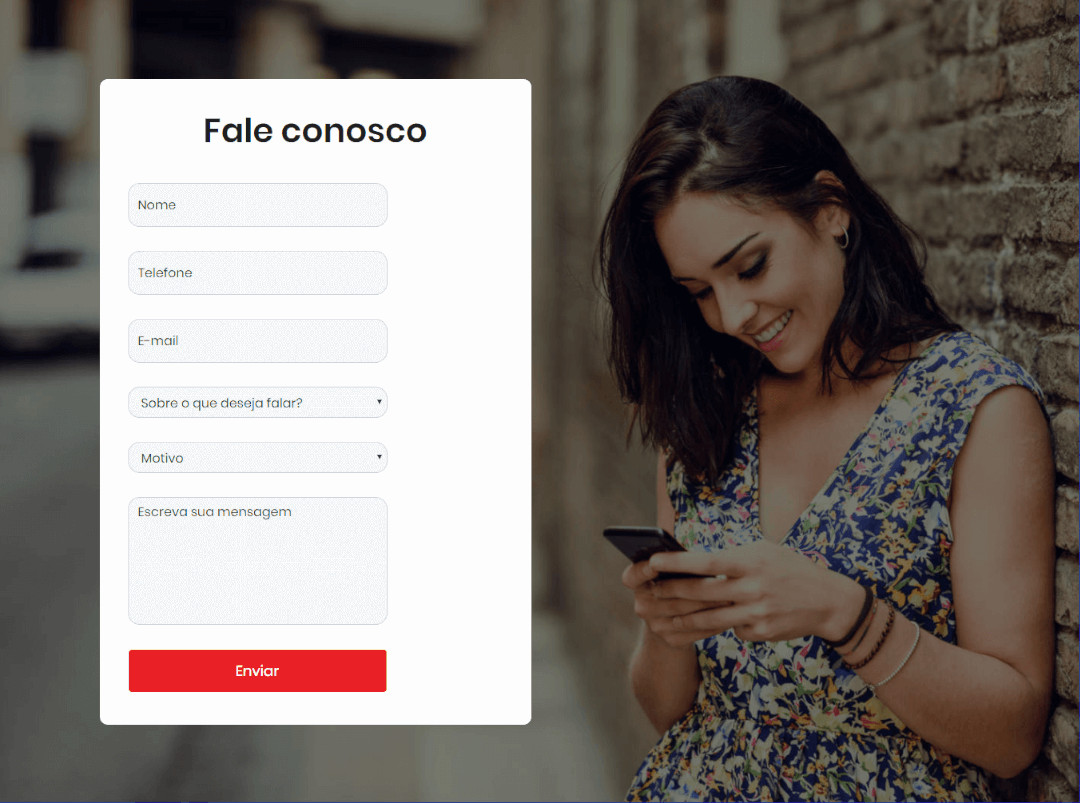 Fale conosco
Nome
Telefone
E-mail
Sobre o que deseja falar?
Motivo
Escreva sua mensagem
Enviar